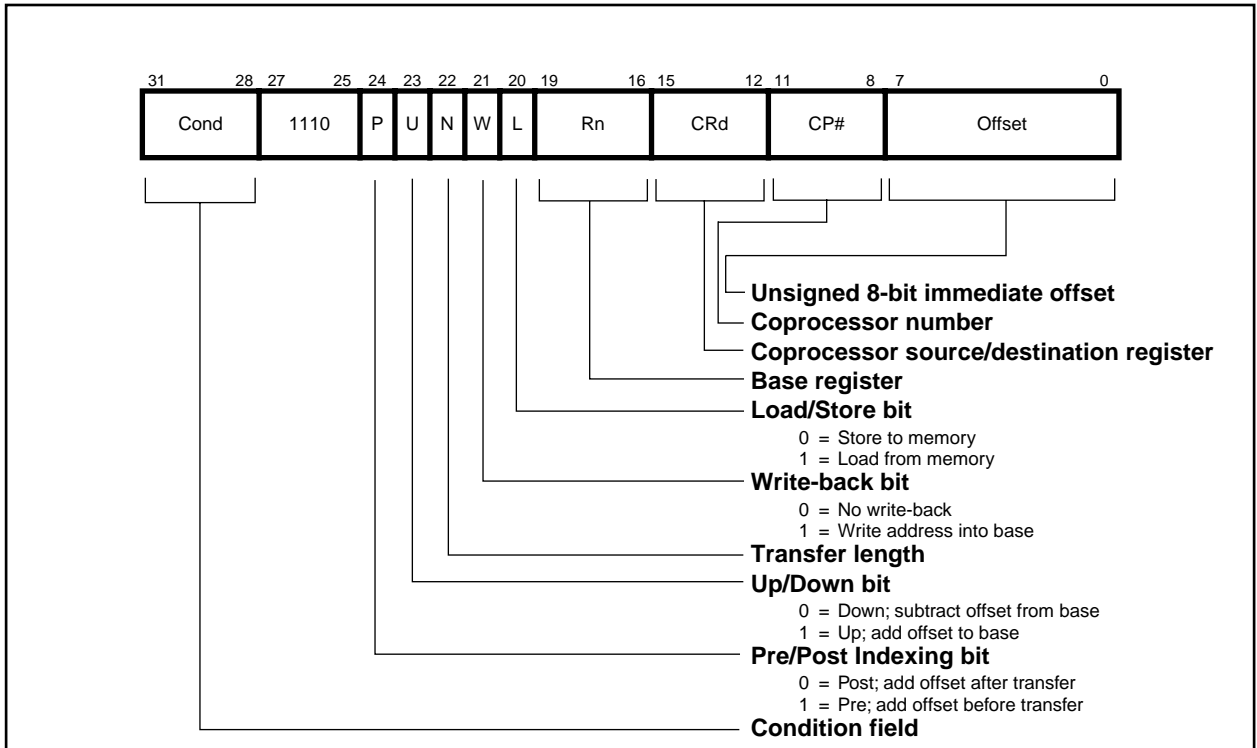 31 28 27 25 24 23 22 21 20 19 16 15 12 11 8 7 0
Cond 1110 P U N W L Rn CRd CP# Offset
Unsigned 8-bit immediate offset
Coprocessor number
Coprocessor source/destination register
Base register
Load/Store bit
0 = Store to memory
1 = Load from memory
Write-back bit
0 = No write-back
1 = Write address into base
Transfer length
Up/Down bit
0 = Down; subtract offset from base
1 = Up; add offset to base
Pre/Post Indexing bit
0 = Post; add offset after transfer
1 = Pre; add offset before transfer
Condition field